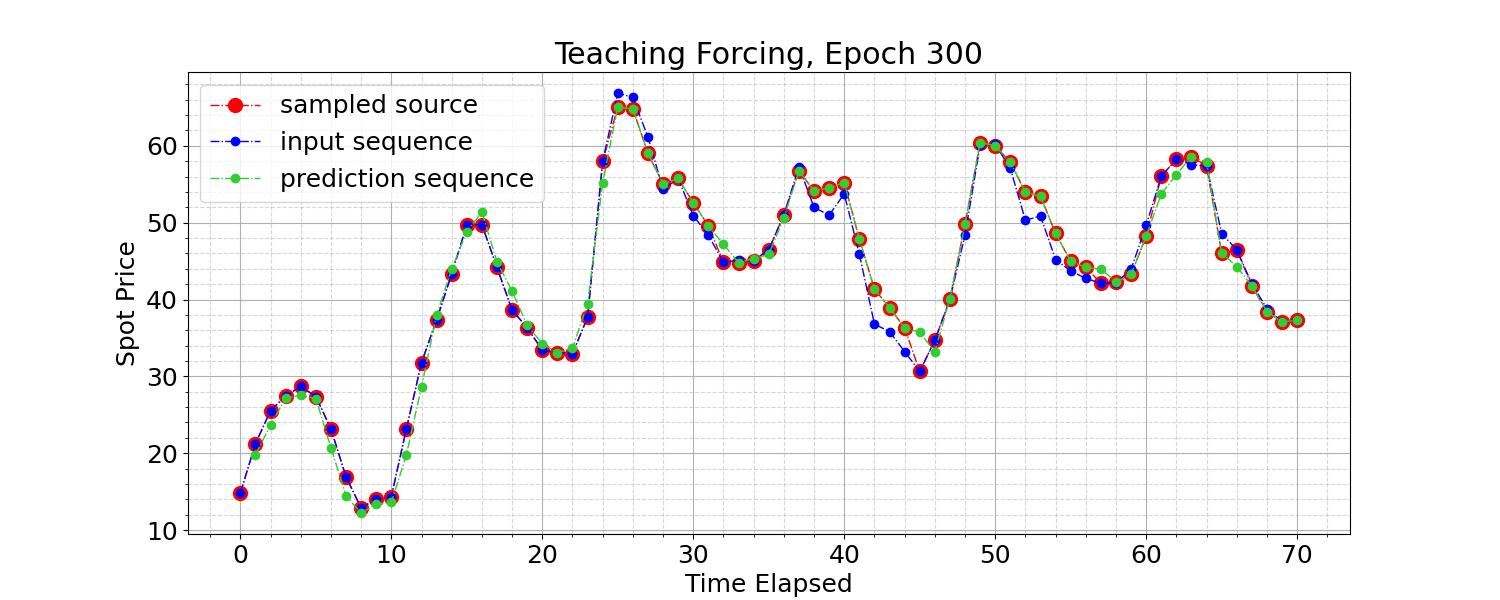 Teaching Forcing, Epoch 300
sampled source
input sequence
prediction sequence
Spot Price
60
50
40
30
20
10
0 10 20 30 40 50 60 70
Time Elapsed